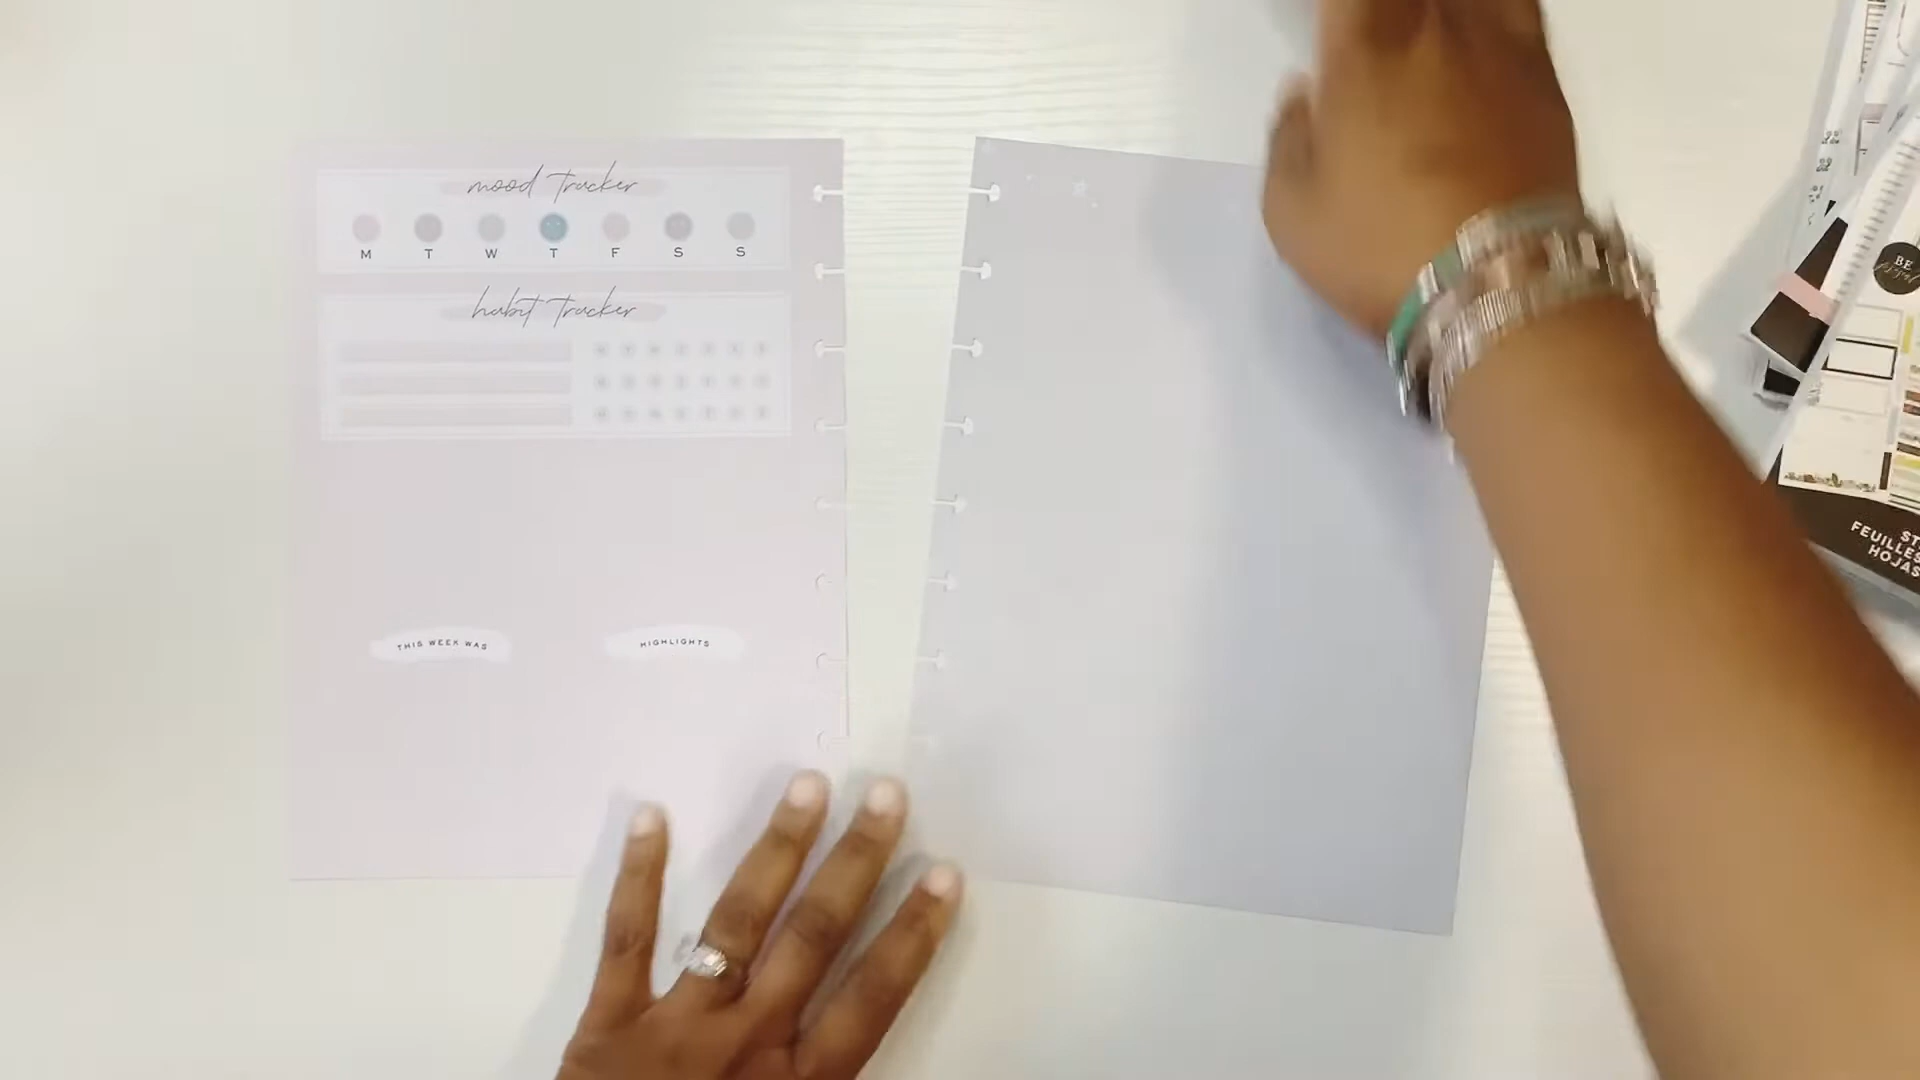 mood tracker
M T W T F S S
habit tracker
THIS WEEK WAS
HIGHLIGHTS
BE
FEUILLES
HOJAS